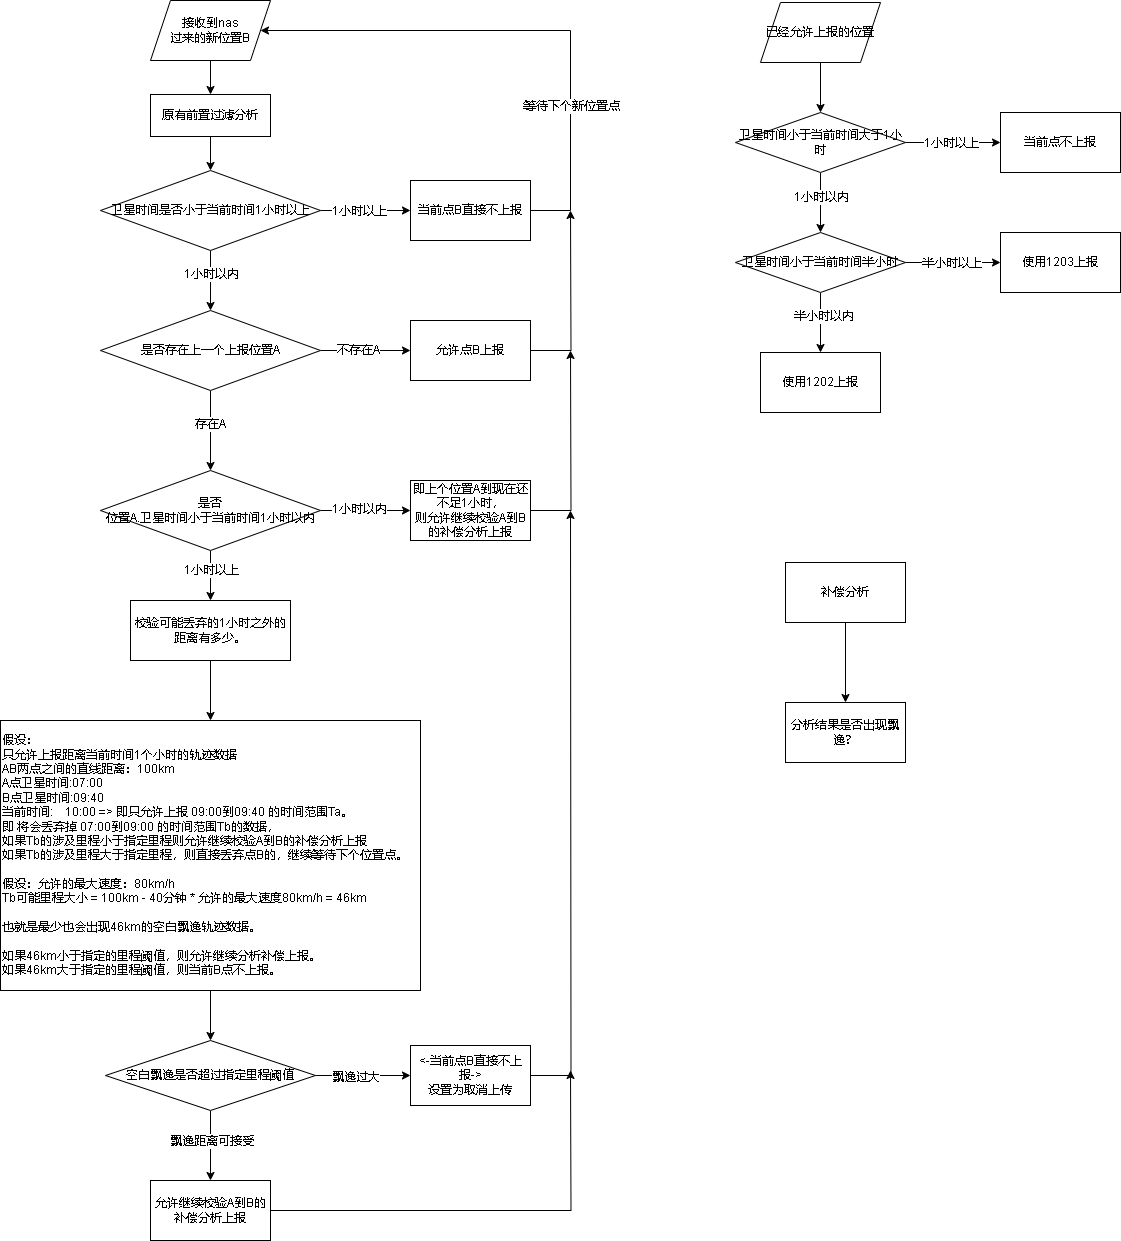 接收到nas
过来的新位置B
等待下个新位置点
原有前置过滤分析
卫星时间是否小于当前时间1小时以上
1小时以上
当前点B直接不上报
1小时以内
是否存在上一个上报位置A
不存在A
允许点B上报
存在A
是否
位置A.卫星时间小于当前时间1小时以内
1小时以内
即上个位置A到现在还
不足1小时，
则允许继续校验A到B
的补偿分析上报
1小时以上
校验可能丢弃的1小时之外的
距离有多少。
假设：
只允许上报距离当前时间1个小时的轨迹数据
AB两点之间的直线距离：100km
A点卫星时间:07:00
B点卫星时间:09:40
当前时间:    10:00 => 即只允许上报 09:00到09:40 的时间范围Ta。
即 将会丢弃掉 07:00到09:00 的时间范围Tb的数据，
如果Tb的涉及里程小于指定里程则允许继续校验A到B的补偿分析上报
如果Tb的涉及里程大于指定里程，则直接丢弃点B的，继续等待下个位置点。
假设：允许的最大速度：80km/h
Tb可能里程大小 = 100km - 40分钟 * 允许的最大速度80km/h = 46km
也就是最少也会出现46km的空白飘逸轨迹数据。
如果46km小于指定的里程阈值，则允许继续分析补偿上报。
如果46km大于指定的里程阈值，则当前B点不上报。
空白飘逸是否超过指定里程阈值
飘逸过大
<-当前点B直接不上
报->
设置为取消上传
飘逸距离可接受
允许继续校验A到B的
补偿分析上报
已经允许上报的位置
卫星时间小于当前时间大于1小
时
1小时以上
当前点不上报
1小时以内
卫星时间小于当前时间半小时
半小时以上
使用1203上报
半小时以内
使用1202上报
补偿分析
分析结果是否出现飘
逸？